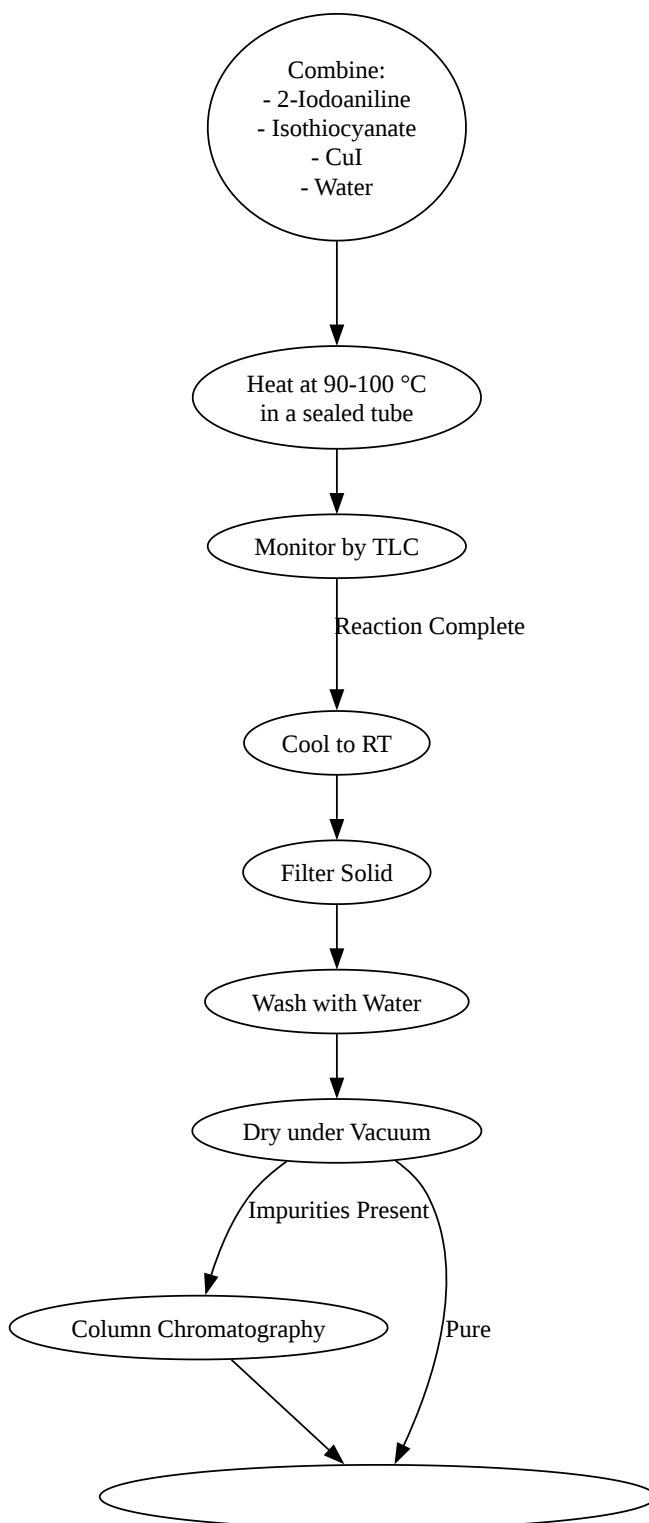 Combine:
- 2-Iodoaniline
- Isothiocyanate
- CuI
- Water
Heat at 90-100 °C
in a sealed tube
Monitor by TLC
Reaction Complete
Cool to RT
Filter Solid
Wash with Water
Dry under Vacuum
Impurities Present
Column Chromatography
Pure